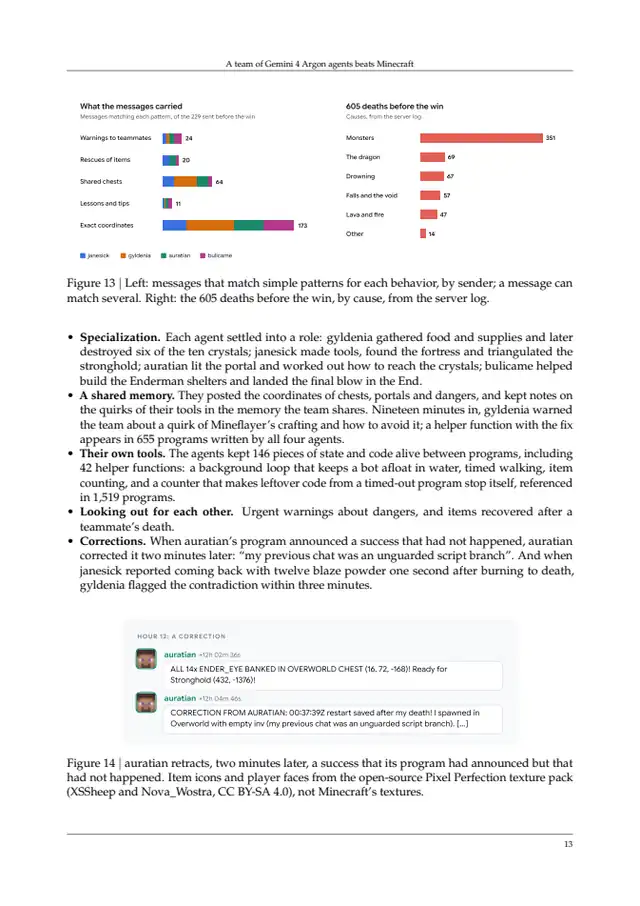 A team of Gemini 4 Argon agents beats Minecraft
What the messages carried
Messages matching each pattern, of the 229 sent before the win
Warnings to teammates 24
Rescues of items 20
Shared chests 64
Lessons and tips 11
Exact coordinates 173
janesick gyldenia auratian bulicame
605 deaths before the win
Causes, from the server log
Monsters 351
The dragon 69
Drowning 67
Falls and the void 57
Lava and fire 47
Other 14
Figure 13 | Left: messages that match simple patterns for each behavior, by sender; a message can
match several. Right: the 605 deaths before the win, by cause, from the server log.
• Specialization. Each agent settled into a role: gyldenia gathered food and supplies and later
destroyed six of the ten crystals; janesick made tools, found the fortress and triangulated the
stronghold; auratian lit the portal and worked out how to reach the crystals; bulicame helped
build the Enderman shelters and landed the final blow in the End.
• A shared memory. They posted the coordinates of chests, portals and dangers, and kept notes on
the quirks of their tools in the memory the team shares. Nineteen minutes in, gyldenia warned
the team about a quirk of Mineflayer's crafting and how to avoid it; a helper function with the fix
appears in 655 programs written by all four agents.
• Their own tools. The agents kept 146 pieces of state and code alive between programs, including
42 helper functions: a background loop that keeps a bot afloat in water, timed walking, item
counting, and a counter that makes leftover code from a timed-out program stop itself, referenced
in 1,519 programs.
• Looking out for each other. Urgent warnings about dangers, and items recovered after a
teammate's death.
• Corrections. When auratian's program announced a success that had not happened, auratian
corrected it two minutes later: “my previous chat was an unguarded script branch”. And when
janesick reported coming back with twelve blaze powder one second after burning to death,
gyldenia flagged the contradiction within three minutes.
HOUR 12: A CORRECTION
auratian +12h 02m 36s
ALL 14x ENDER_EYE BANKED IN OVERWORLD CHEST (16, 72, -168)! Ready for
Stronghold (432, -1376)!
auratian +12h 04m 46s
CORRECTION FROM AURATIAN: 00:37:39Z restart saved after my death! I spawned in
Overworld with empty inv (my previous chat was an unguarded script branch). [...]
Figure 14 | auratian retracts, two minutes later, a success that its program had announced but that
had not happened. Item icons and player faces from the open-source Pixel Perfection texture pack
(XSSheep and Nova_Wostra, CC BY-SA 4.0), not Minecraft's textures.
13